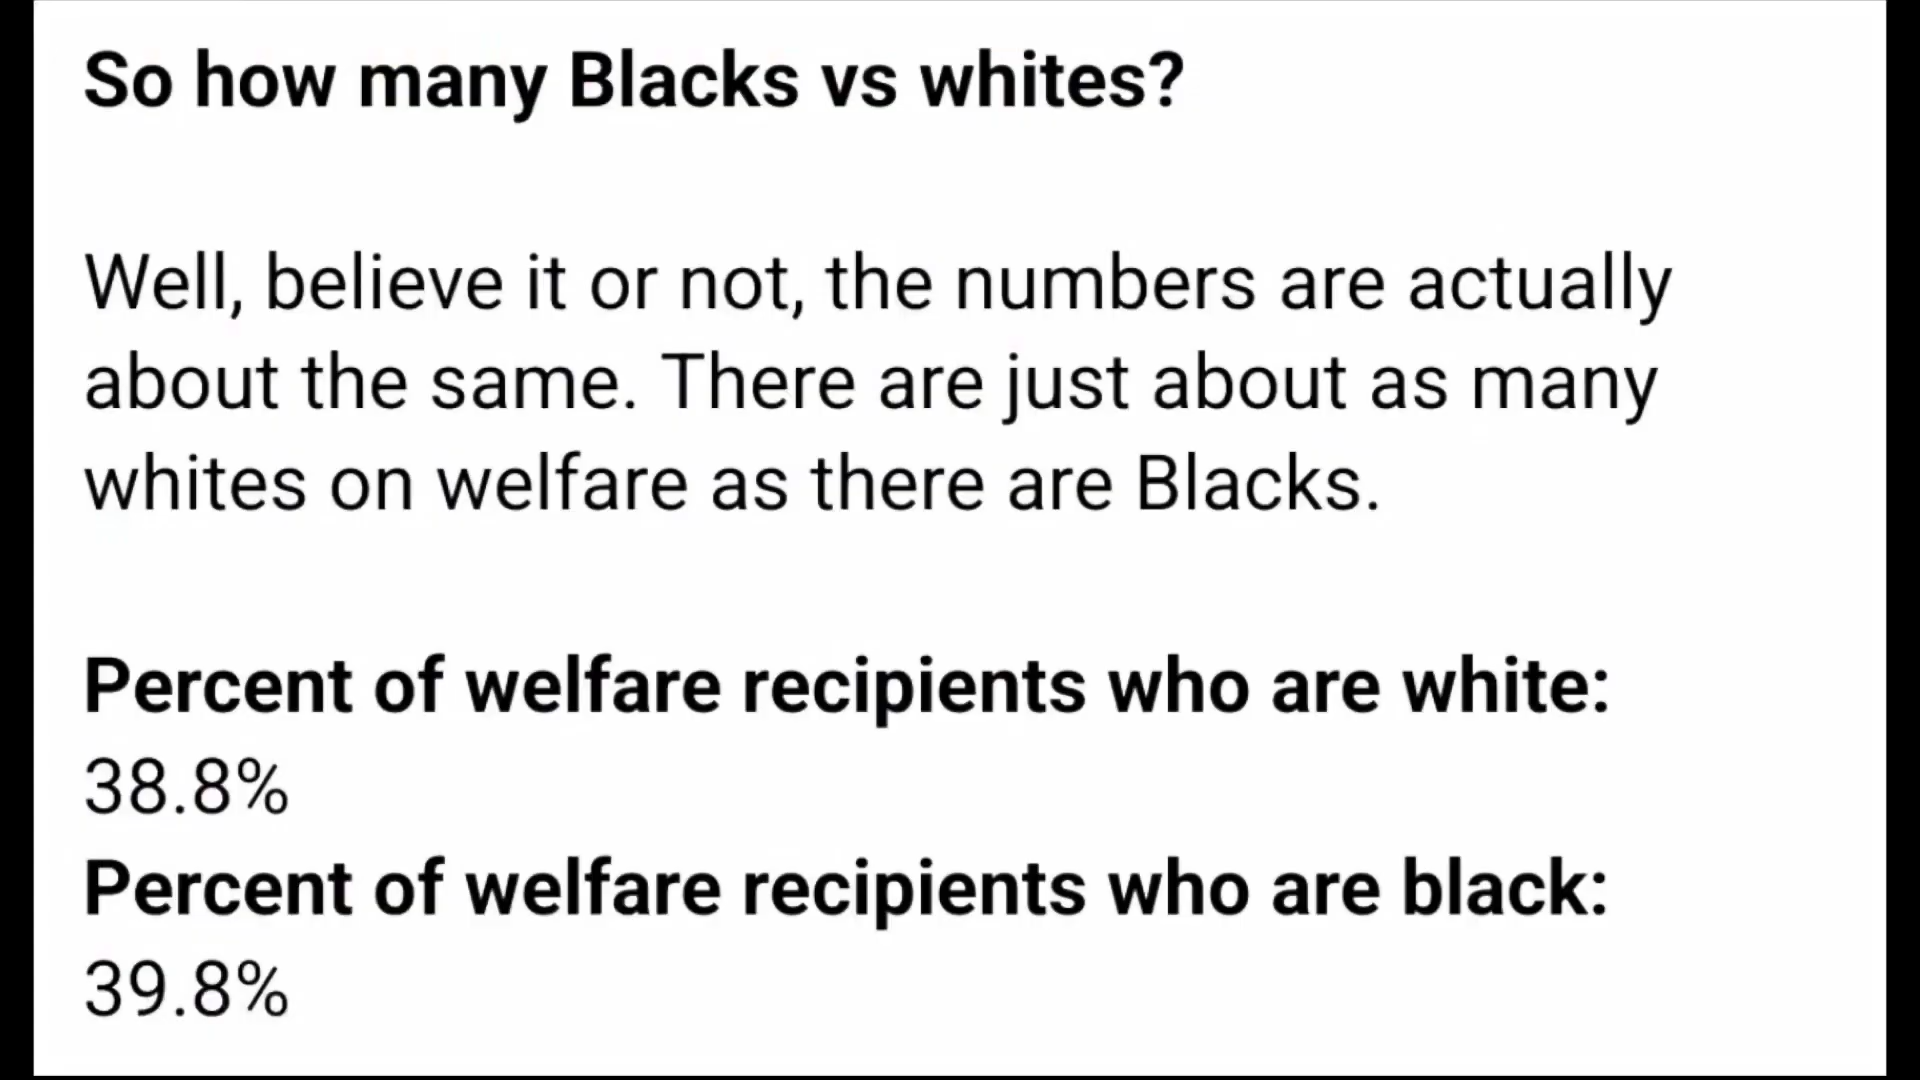 So how many Blacks vs whites?
Well, believe it or not, the numbers are actually
about the same. There are just about as many
whites on welfare as there are Blacks.
Percent of welfare recipients who are white:
38.8%
Percent of welfare recipients who are black:
39.8%